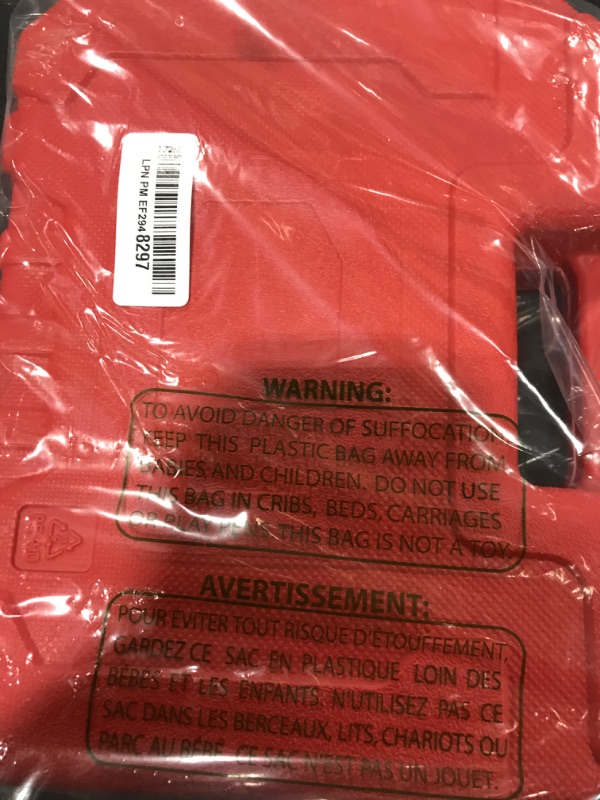 LPN PM EF294 8297
WARNING:
TO AVOID DANGER OF SUFFOCATION
KEEP THIS PLASTIC BAG AWAY FROM
BABIES AND CHILDREN. DO NOT USE
THIS BAG IN CRIBS, BEDS, CARRIAGES
OR PLAY PENS. THIS BAG IS NOT A TOY.
AVERTISSEMENT:
POUR EVITER TOUT RISQUE D'ÉTOUFFEMENT,
GARDEZ CE SAC EN PLASTIQUE LOIN DES
BÉBÉS ET LES ENFANTS. N'UTILISEZ PAS CE
SAC DANS LES BERCEAUX, LITS, CHARIOTS OU
PARC AU BÉBÉ. CE SAC N'EST PAS UN JOUET.